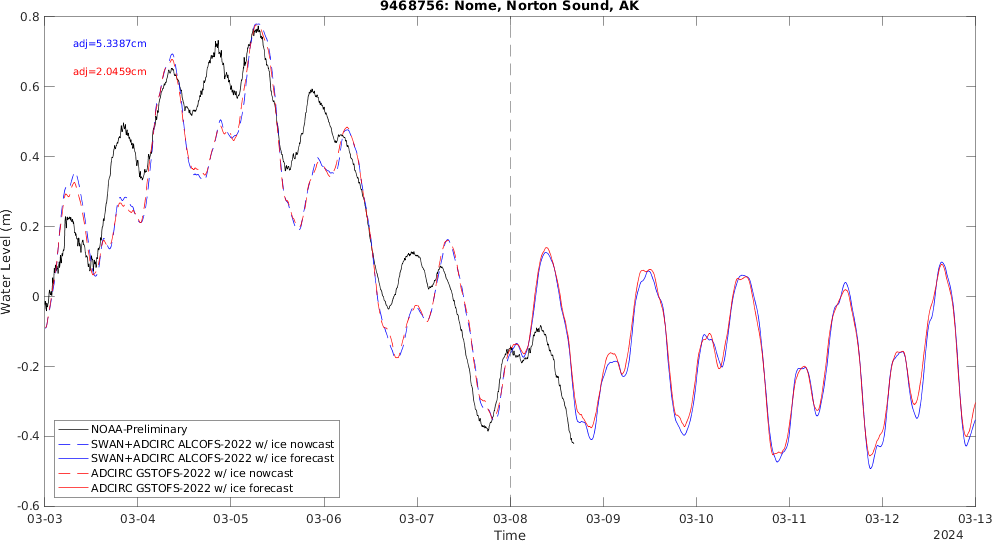 9468756: Nome, Norton Sound, AK
adj=5.3387cm
adj=2.0459cm
Water Level (m)
0.8
0.6
0.4
0.2
0
-0.2
-0.4
-0.6
NOAA-Preliminary
SWAN+ADCIRC ALCOFS-2022 w/ ice nowcast
SWAN+ADCIRC ALCOFS-2022 w/ ice forecast
ADCIRC GSTOFS-2022 w/ ice nowcast
ADCIRC GSTOFS-2022 w/ ice forecast
03-03 03-04 03-05 03-06 03-07 03-08 03-09 03-10 03-11 03-12 03-13
Time
2024